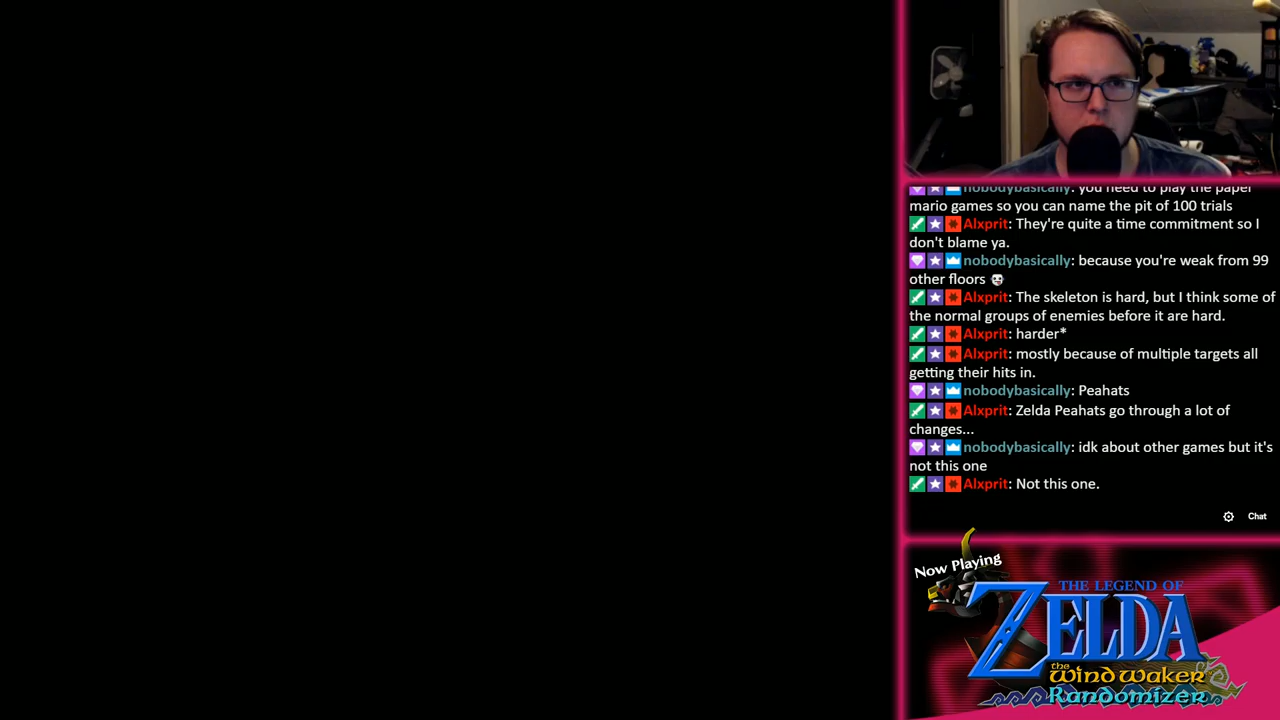 nobodybasically: you need to play the paper
mario games so you can name the pit of 100 trials
Alxprit: They're quite a time commitment so I
don't blame ya.
nobodybasically: because you're weak from 99
other floors
Alxprit: The skeleton is hard, but I think some of
the normal groups of enemies before it are hard.
Alxprit: harder*
Alxprit: mostly because of multiple targets all
getting their hits in.
nobodybasically: Peahats
Alxprit: Zelda Peahats go through a lot of
changes...
nobodybasically: idk about other games but it's
not this one
Alxprit: Not this one.
Chat
Now Playing
THE LEGEND OF
ZELDA
the
Wind Waker
Randomizer